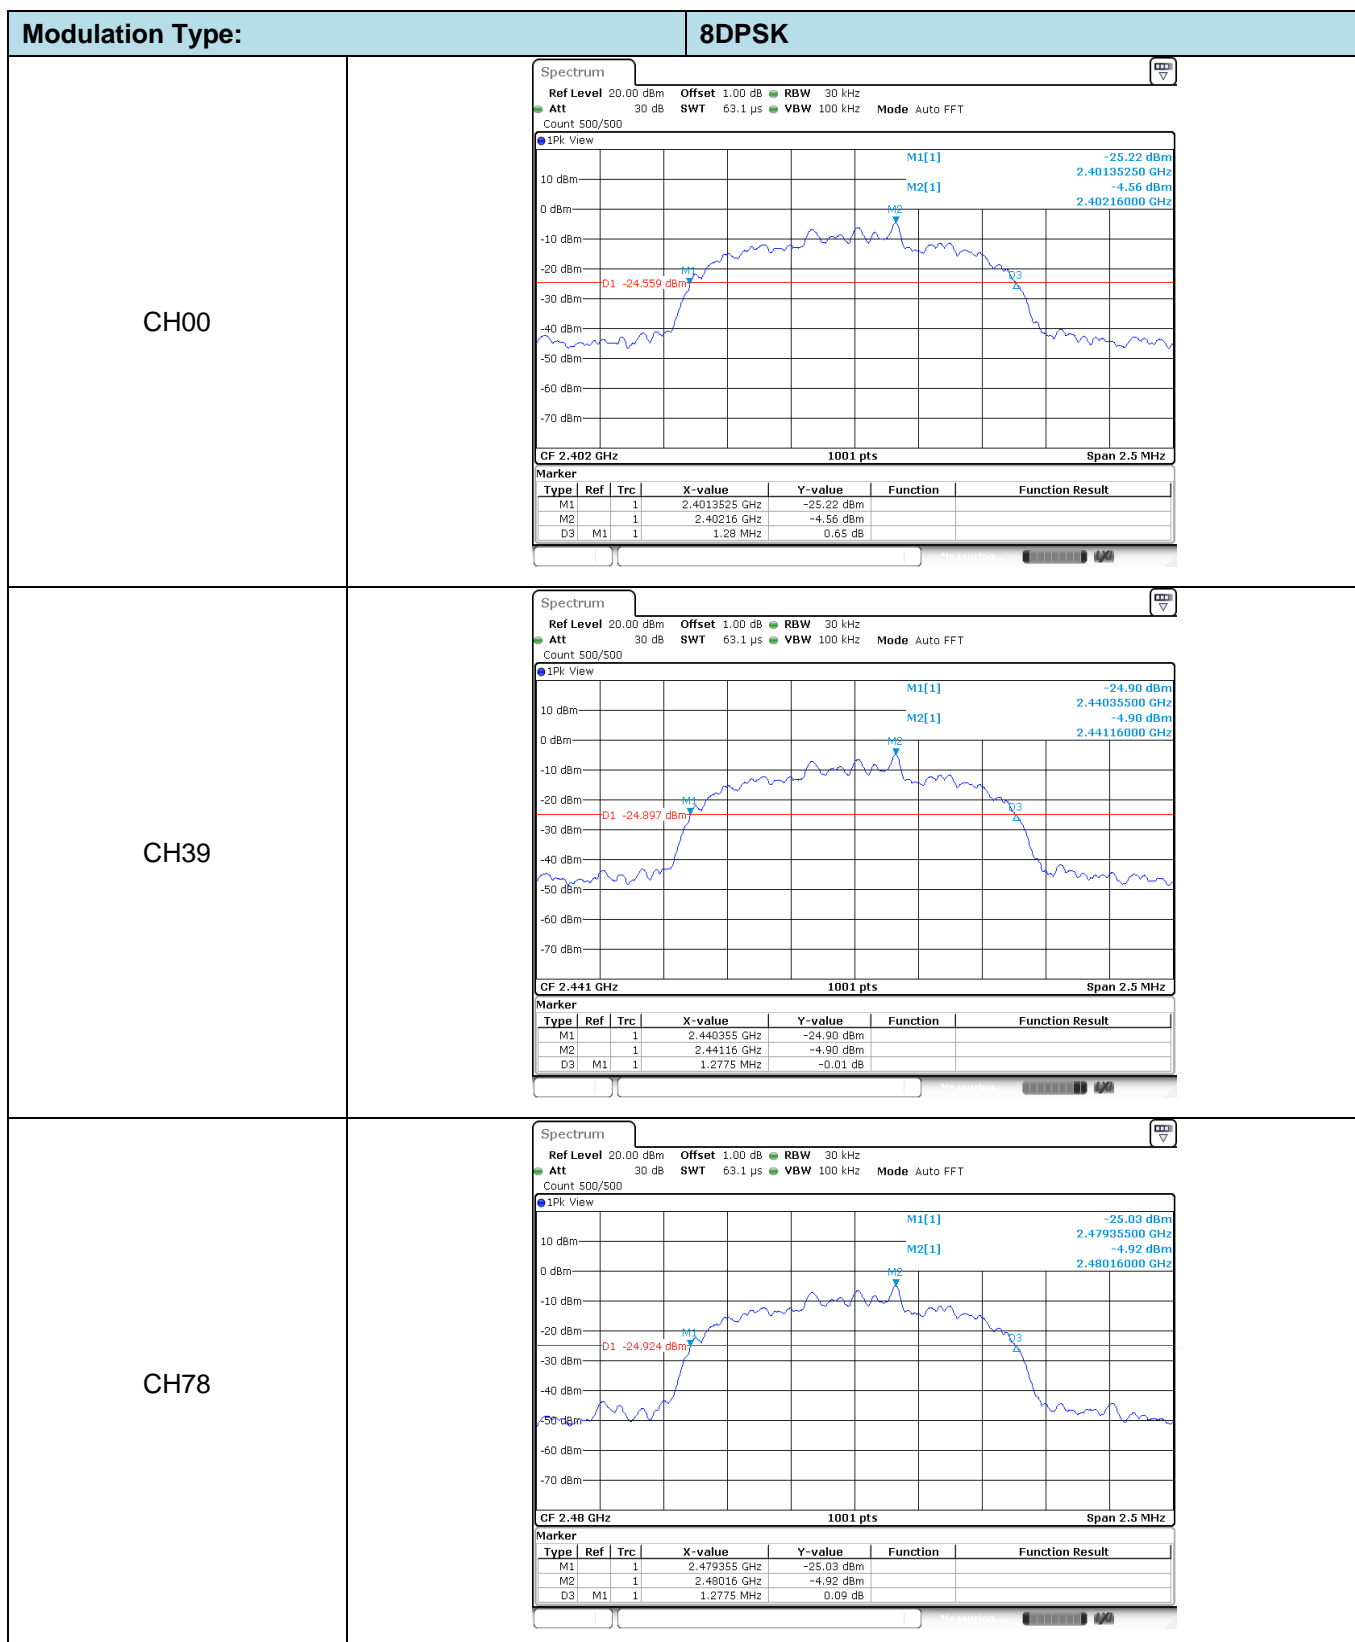 Modulation Type: 8DPSK
CH00
Spectrum
Ref Level 20.00 dBm Offset 1.00 dB RBW 30 kHz
Att 30 dB SWT 63.1 µs VBW 100 kHz Mode Auto FFT
Count 500/500
1Pk View
M1[1] -25.22 dBm
2.40135250 GHz
10 dBm
M2[1] -4.56 dBm
2.40216000 GHz
0 dBm
M2
-10 dBm
-20 dBm
M1
D3
D1 -24.559 dBm
-30 dBm
-40 dBm
-50 dBm
-60 dBm
-70 dBm
CF 2.402 GHz 1001 pts Span 2.5 MHz
Marker
Type Ref Trc X-value Y-value Function Function Result
M1 1 2.4013525 GHz -25.22 dBm
M2 1 2.40216 GHz -4.56 dBm
D3 M1 1 1.28 MHz 0.65 dB
Measuring...
CH39
Spectrum
Ref Level 20.00 dBm Offset 1.00 dB RBW 30 kHz
Att 30 dB SWT 63.1 µs VBW 100 kHz Mode Auto FFT
Count 500/500
1Pk View
M1[1] -24.90 dBm
2.44035500 GHz
10 dBm
M2[1] -4.90 dBm
2.44116000 GHz
0 dBm
M2
-10 dBm
-20 dBm
M1
D3
D1 -24.897 dBm
-30 dBm
-40 dBm
-50 dBm
-60 dBm
-70 dBm
CF 2.441 GHz 1001 pts Span 2.5 MHz
Marker
Type Ref Trc X-value Y-value Function Function Result
M1 1 2.440355 GHz -24.90 dBm
M2 1 2.44116 GHz -4.90 dBm
D3 M1 1 1.2775 MHz -0.01 dB
Measuring...
CH78
Spectrum
Ref Level 20.00 dBm Offset 1.00 dB RBW 30 kHz
Att 30 dB SWT 63.1 µs VBW 100 kHz Mode Auto FFT
Count 500/500
1Pk View
M1[1] -25.03 dBm
2.47935500 GHz
10 dBm
M2[1] -4.92 dBm
2.48016000 GHz
0 dBm
M2
-10 dBm
-20 dBm
M1
D3
D1 -24.924 dBm
-30 dBm
-40 dBm
-50 dBm
-60 dBm
-70 dBm
CF 2.48 GHz 1001 pts Span 2.5 MHz
Marker
Type Ref Trc X-value Y-value Function Function Result
M1 1 2.479355 GHz -25.03 dBm
M2 1 2.48016 GHz -4.92 dBm
D3 M1 1 1.2775 MHz 0.09 dB
Measuring...